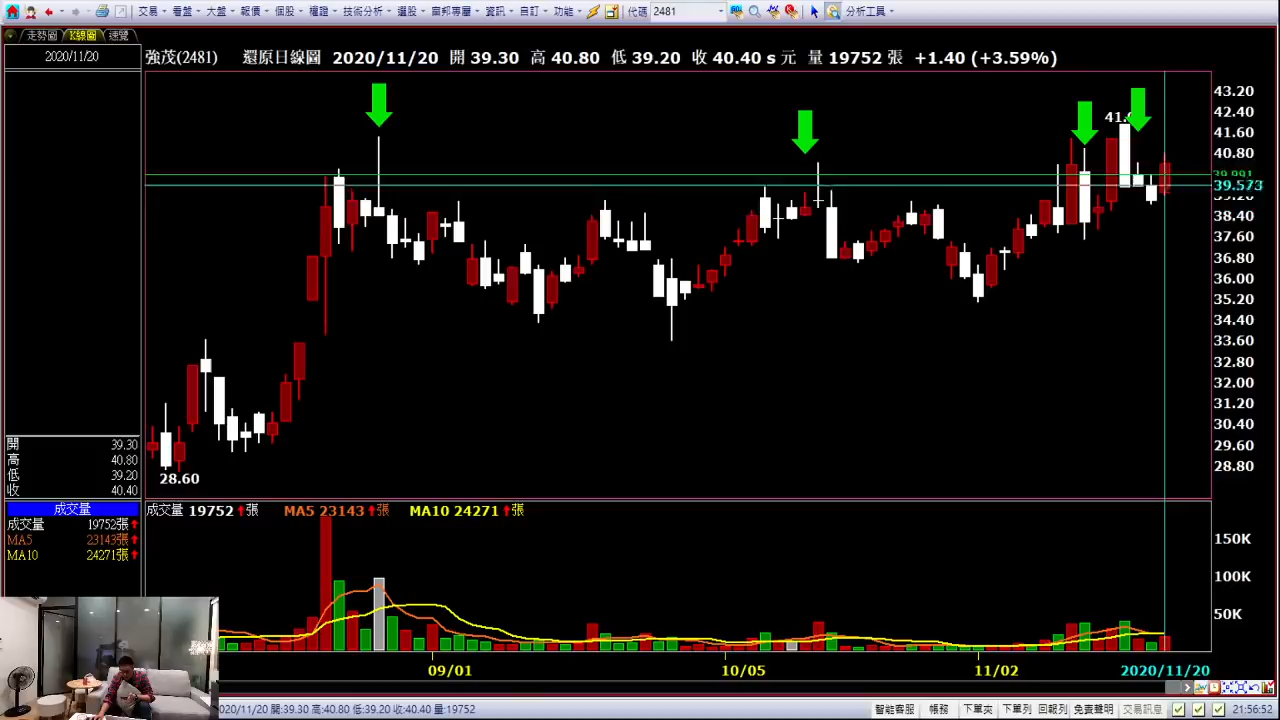 交易 看盤 大盤 報價 個股 權證 技術分析 選股 資訊 自訂 功能 代碼 2481 分析工具
走勢圖 K線圖 速覽
2020/11/20
強茂(2481) 還原日線圖 2020/11/20 開 39.30 高 40.80 低 39.20 收 40.40 s 元 量 19752 張 +1.40 (+3.59%)
43.20
42.40
41.60
40.80
39.991
39.573
38.40
37.60
36.80
36.00
35.20
34.40
33.60
32.80
32.00
31.20
30.40
29.60
28.80
28.60
開 39.30
高 40.80
低 39.20
收 40.40
成交量
成交量 19752張
MA5 23143張
MA10 24271張
成交量 19752 張 MA5 23143 張 MA10 24271 張
150K
100K
50K
09/01 10/05 11/02 2020/11/20
020/11/20 開:39.30 高:40.80 低:39.20 收:40.40 量:19752 智能客服 帳務 下單夾 下單列 回報列 免責聲明 交易訊息 21:56:52